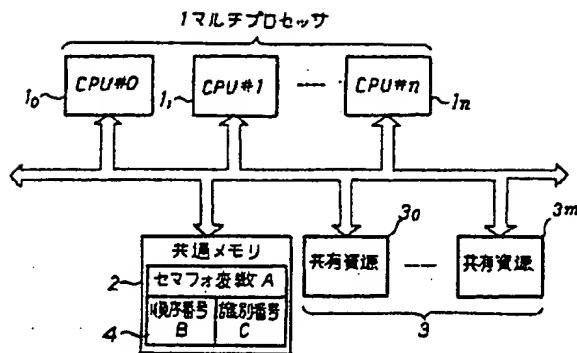 1 マルチプロセッサ
CPU#0
CPU#1
CPU#n
1₀
1₁
1n
共通メモリ
2
セマフォ変数 A
順序番号 B
識別番号 C
4
共有資源
共有資源
3₀
3m
3